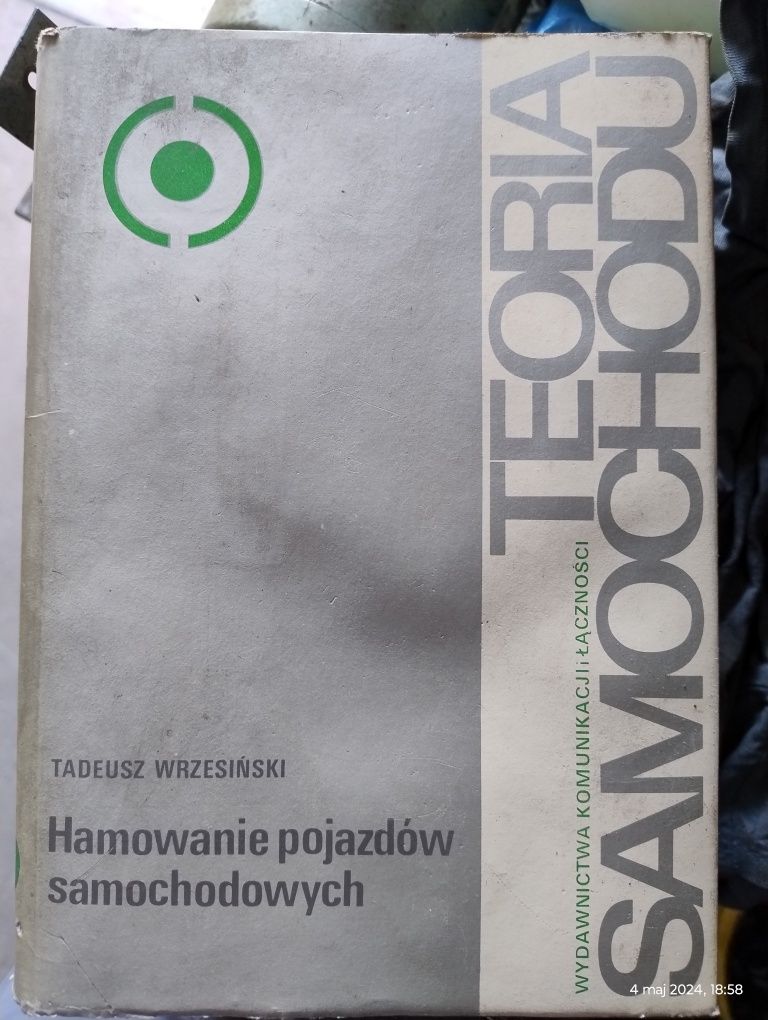 TEORIA
SAMOCHODU
WYDAWNICTWA KOMUNIKACJI i ŁĄCZNOŚCI
TADEUSZ WRZESIŃSKI
Hamowanie pojazdów
samochodowych
4 maj 2024, 18:58